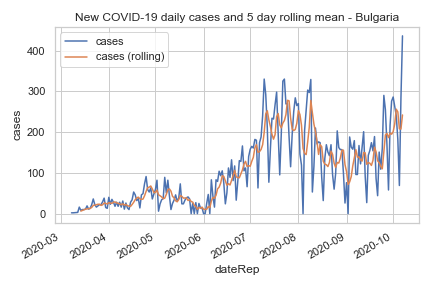 New COVID-19 daily cases and 5 day rolling mean - Bulgaria
cases
cases (rolling)
400
300
200
100
0
cases
2020-03
2020-04
2020-05
2020-06
2020-07
2020-08
2020-09
2020-10
dateRep